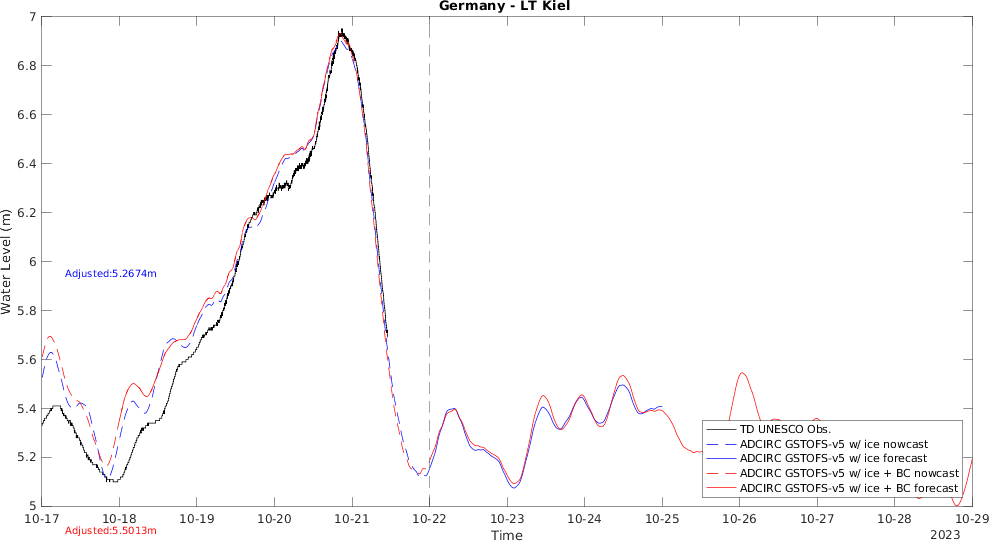 Germany - LT Kiel
Water Level (m)
7
6.8
6.6
6.4
6.2
6
5.8
5.6
5.4
5.2
5
Adjusted:5.2674m
Adjusted:5.5013m
TD UNESCO Obs.
ADCIRC GSTOFS-v5 w/ ice nowcast
ADCIRC GSTOFS-v5 w/ ice forecast
ADCIRC GSTOFS-v5 w/ ice + BC nowcast
ADCIRC GSTOFS-v5 w/ ice + BC forecast
10-17 10-18 10-19 10-20 10-21 10-22 10-23 10-24 10-25 10-26 10-27 10-28 10-29
Time
2023